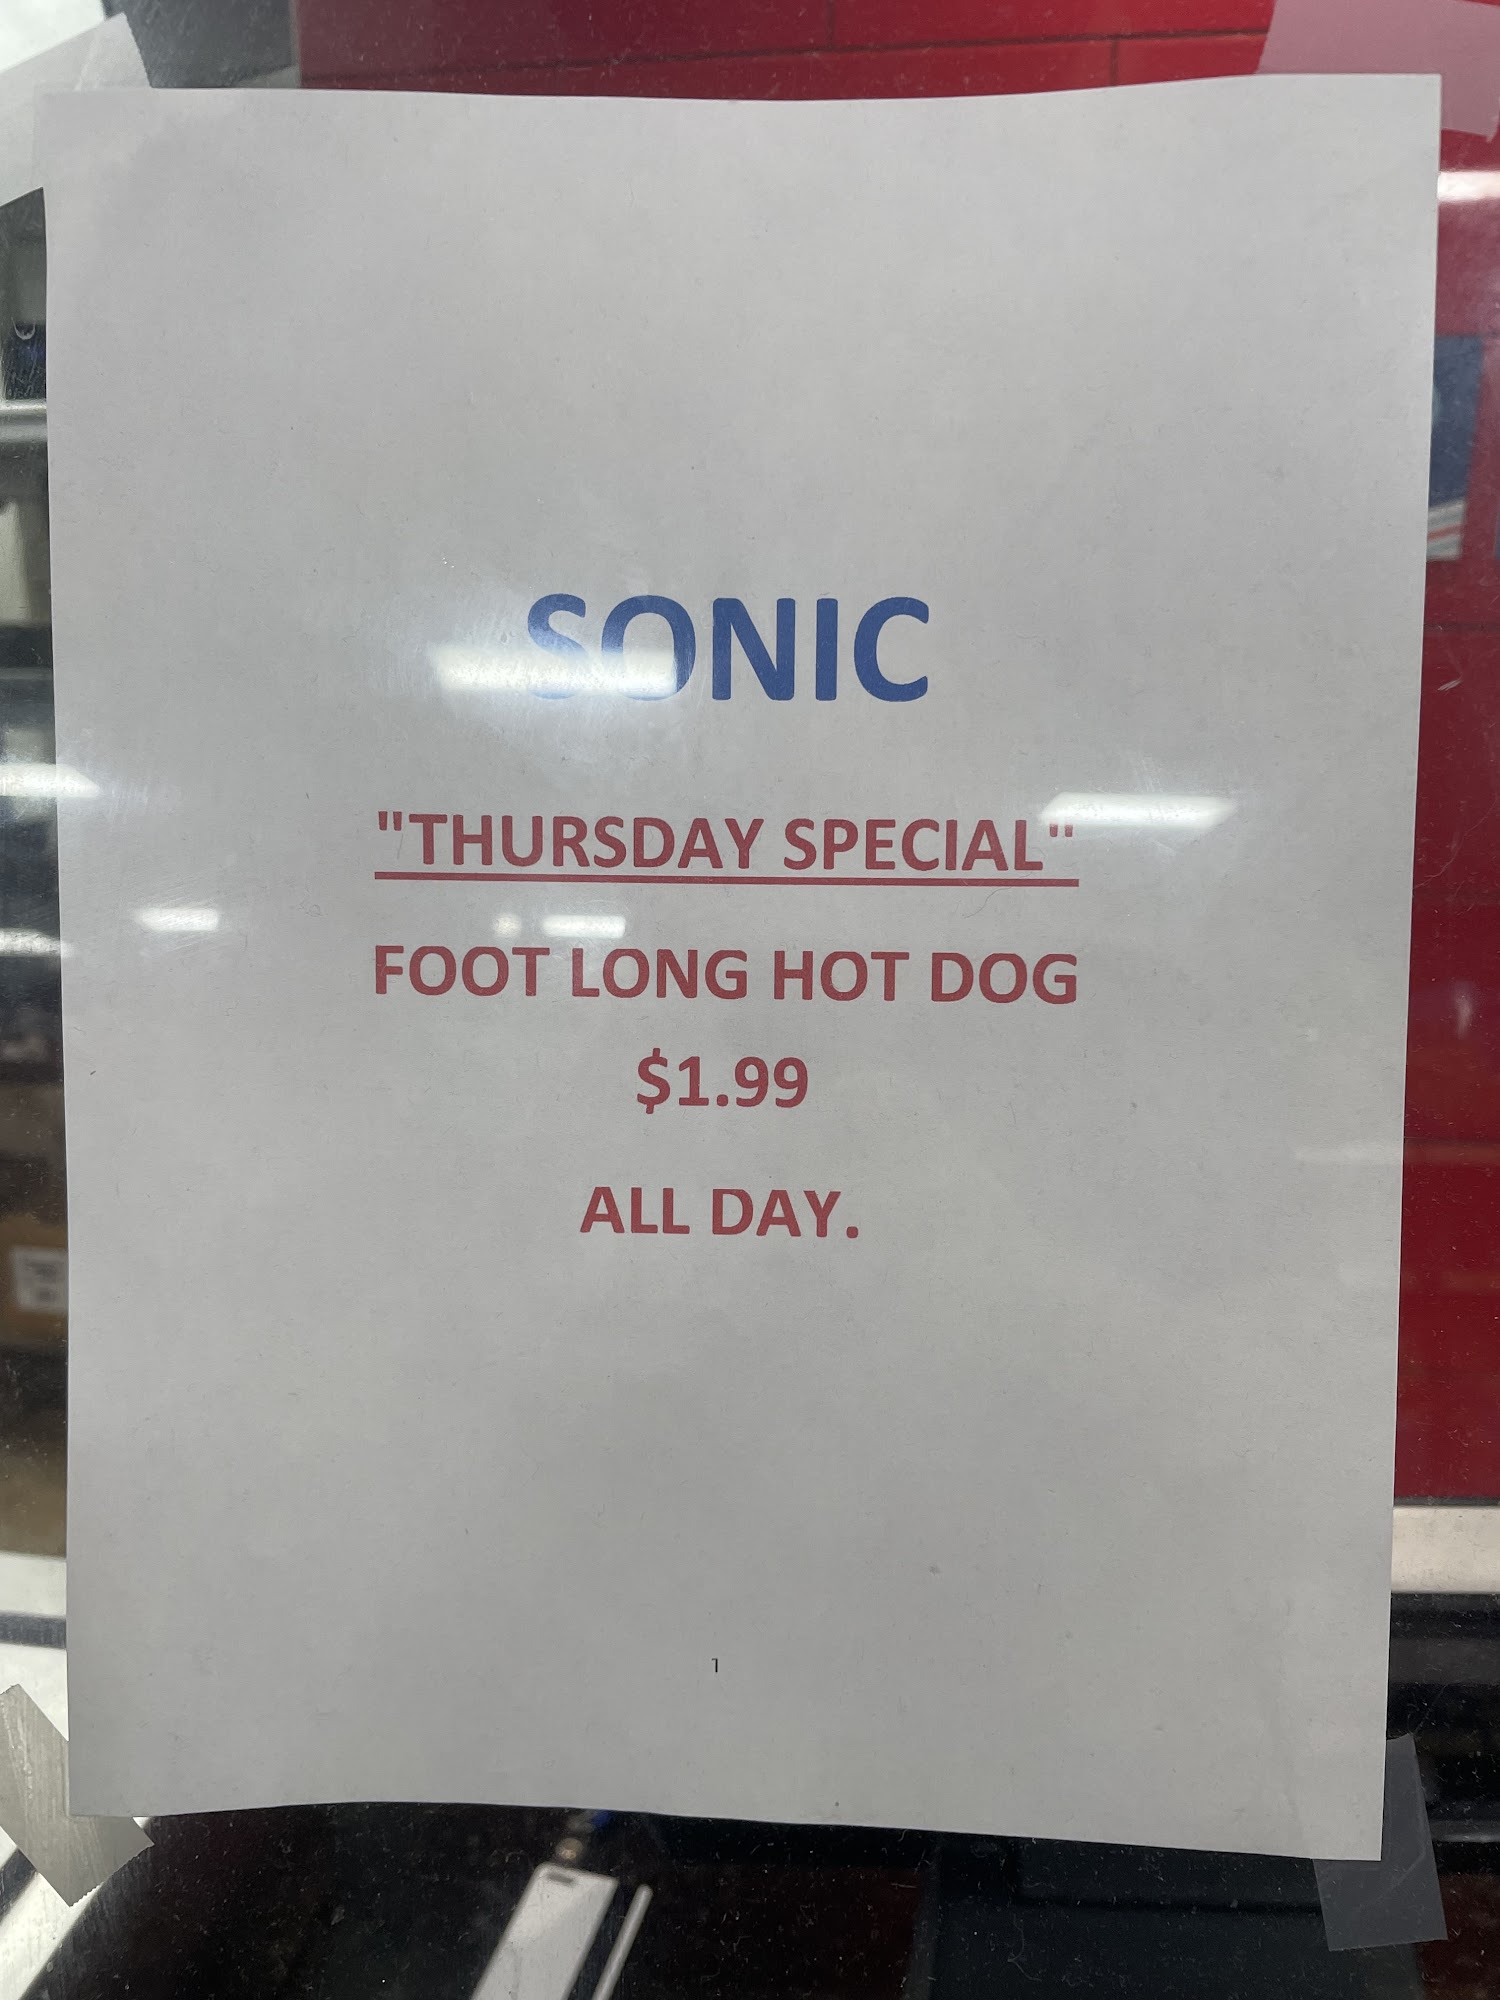 SONIC
"THURSDAY SPECIAL"
FOOT LONG HOT DOG
$1.99
ALL DAY.
1